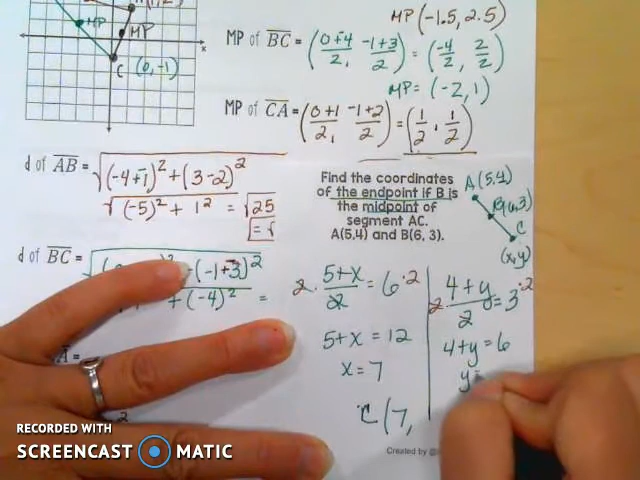 MP
MP
x
C (0,-1)
MP (-1.5, 2.5)
MP of BC = (0+-4/2, -1+3/2) = (-4/2, 2/2)
MP = (-2, 1)
MP of CA = (0+1/2, -1+2/2) = (1/2, 1/2)
d of AB = √(-4+-1)² + (3-2)²
√(-5)² + 1² = √25
= √
d of BC = -(-1+3)²
+ (-4)² =
Find the coordinates
of the endpoint if B is
the midpoint of
segment AC.
A(5,4) and B(6, 3).
A (5,4)
B(6,3)
C
(x,y)
2 · 5+x/2 = 6 · 2
5+x = 12
x = 7
C (7,
2 · 4+y/2 = 3 · 2
4+y = 6
y =
2
Created by @
RECORDED WITH
SCREENCAST-O-MATIC